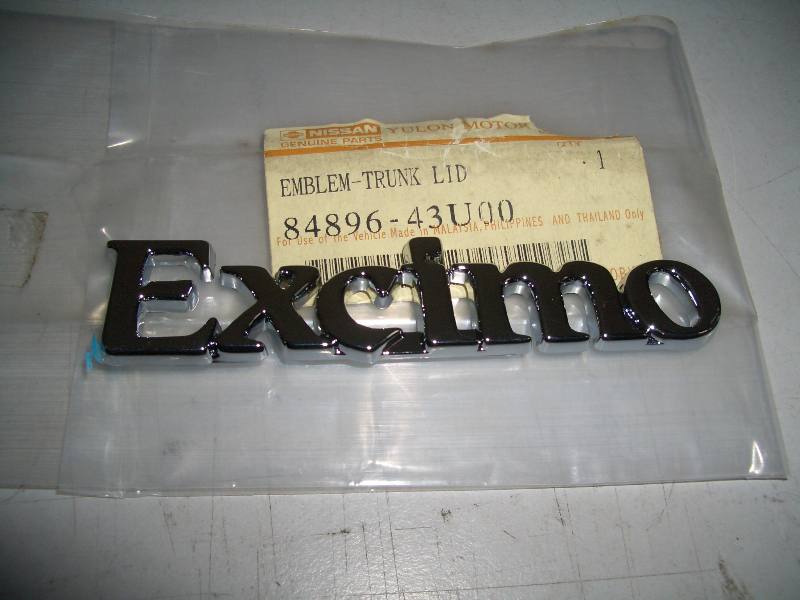 NISSAN YULON MOTOR
GENUINE PARTS
QTY
EMBLEM-TRUNK LID 1
84896-43U00
For Use of the Vehicle Made in MALAYSIA, PHILIPPINES AND THAILAND Only
Excimo